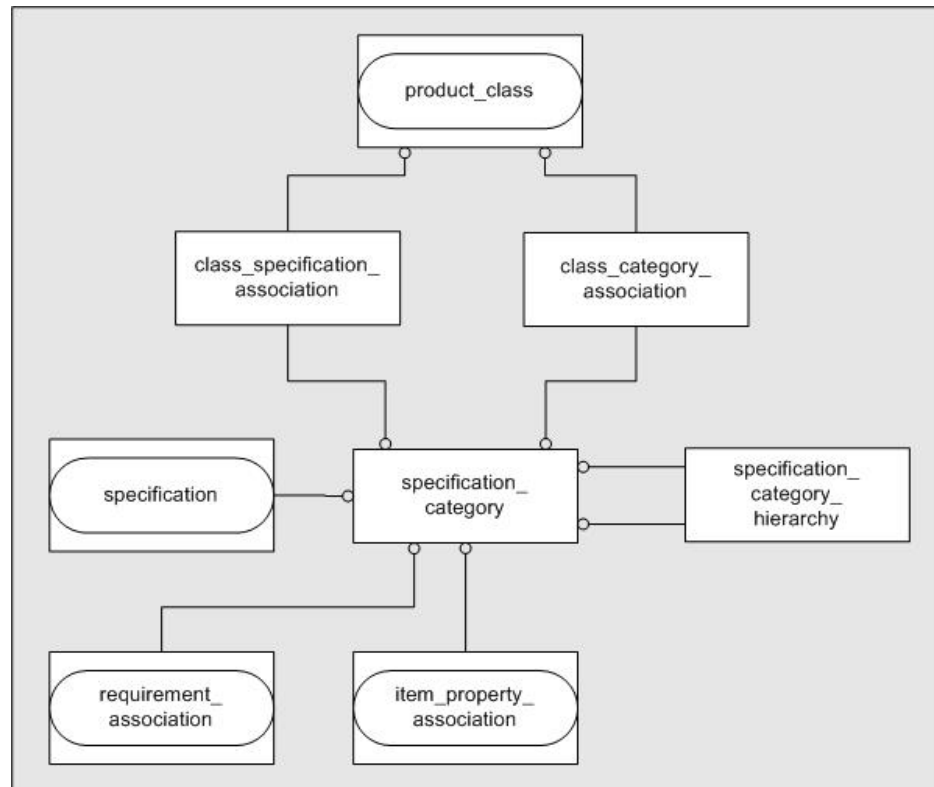 product_class
class_specification_
association
class_category_
association
specification
specification_
category
specification_
category_
hierarchy
requirement_
association
item_property_
association